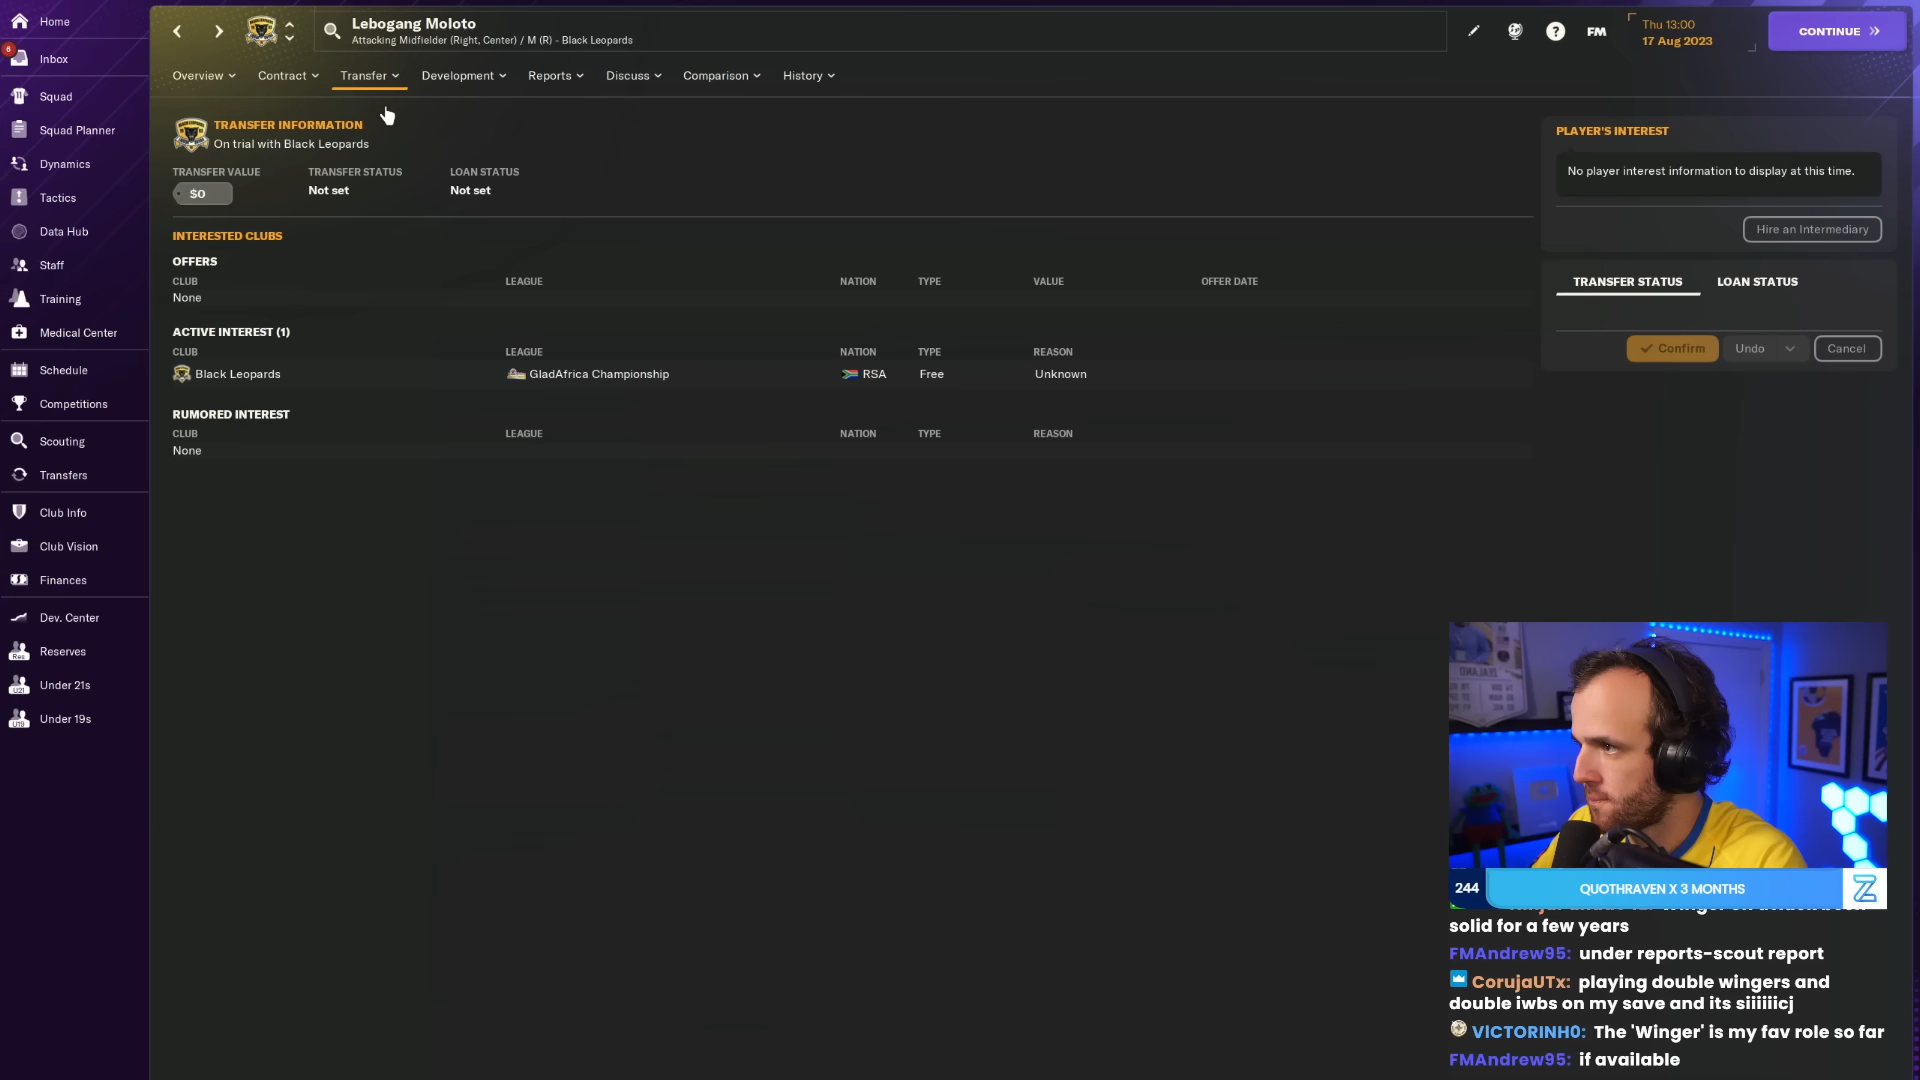 Home
Inbox
6
Squad
Squad Planner
Dynamics
Tactics
Data Hub
Staff
Training
Medical Center
Schedule
Competitions
Scouting
Transfers
Club Info
Club Vision
Finances
Dev. Center
Reserves
Under 21s
Under 19s
Lebogang Moloto
Attacking Midfielder (Right, Center) / M (R) - Black Leopards
FM
Thu 13:00
17 Aug 2023
CONTINUE
Overview Contract Transfer Development Reports Discuss Comparison History
TRANSFER INFORMATION
On trial with Black Leopards
TRANSFER VALUE TRANSFER STATUS LOAN STATUS
$0 Not set Not set
INTERESTED CLUBS
OFFERS
CLUB LEAGUE NATION TYPE VALUE OFFER DATE
None
ACTIVE INTEREST (1)
CLUB LEAGUE NATION TYPE REASON
Black Leopards GladAfrica Championship RSA Free Unknown
RUMORED INTEREST
CLUB LEAGUE NATION TYPE REASON
None
PLAYER'S INTEREST
No player interest information to display at this time.
Hire an Intermediary
TRANSFER STATUS LOAN STATUS
Confirm Undo Cancel
244 QUOTHRAVEN X 3 MONTHS Z
solid for a few years
FMAndrew95: under reports-scout report
CorujaUTx: playing double wingers and
double iwbs on my save and its siiiiiicj
VICTORINH0: The 'Winger' is my fav role so far
FMAndrew95: if available